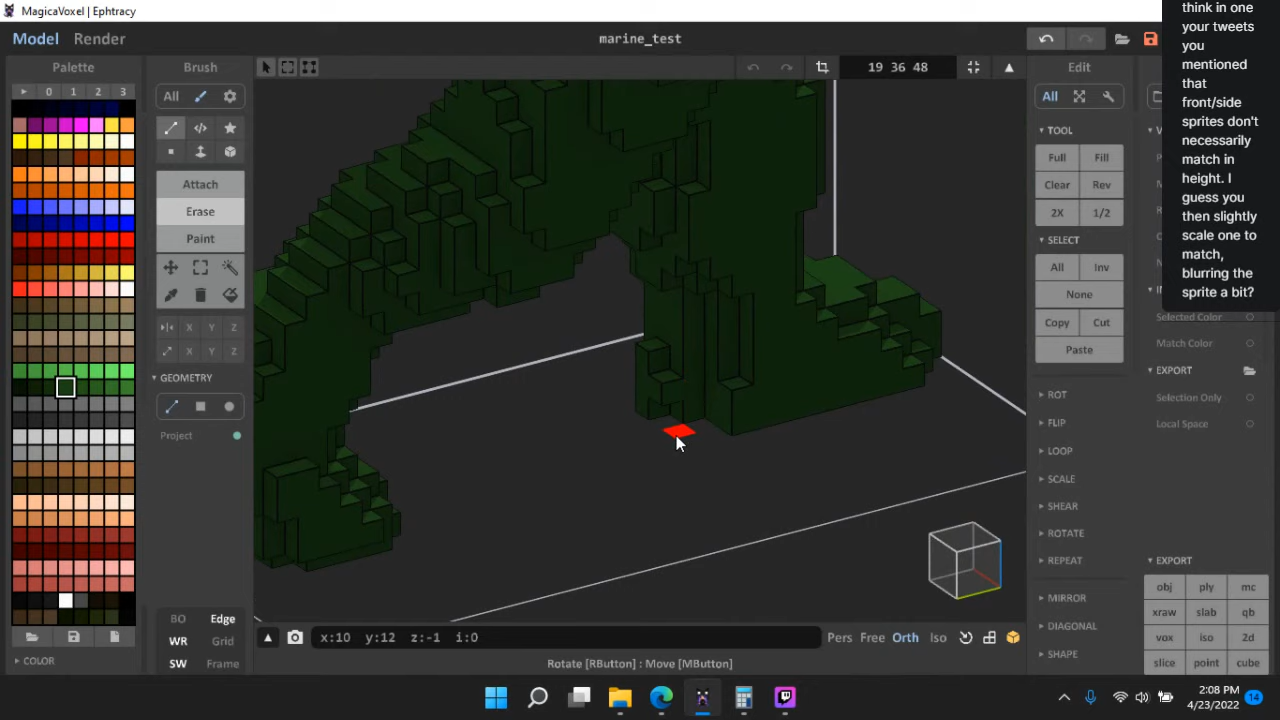 MagicaVoxel | Ephtracy
Model Render
marine_test
Palette
Brush
19 36 48
Edit
0 1 2 3
All
All
TOOL
Full Fill
Clear Rev
2X 1/2
Attach
Erase
Paint
SELECT
All Inv
None
Copy Cut
Paste
X Y Z
X Y Z
GEOMETRY
Project
ROT
FLIP
LOOP
SCALE
SHEAR
ROTATE
REPEAT
MIRROR
DIAGONAL
SHAPE
think in one
your tweets
you
mentioned
that
front/side
sprites don't
necessarily
match in
height. I
guess you
then slightly
scale one to
match,
blurring the
sprite a bit?
Selected Color
Match Color
EXPORT
Selection Only
Local Space
EXPORT
obj ply mc
xraw slab qb
vox iso 2d
slice point cube
BO Edge
WR Grid
SW Frame
COLOR
x:10 y:12 z:-1 i:0
Pers Free Orth Iso
Rotate [RButton] : Move [MButton]
2:08 PM
4/23/2022
14